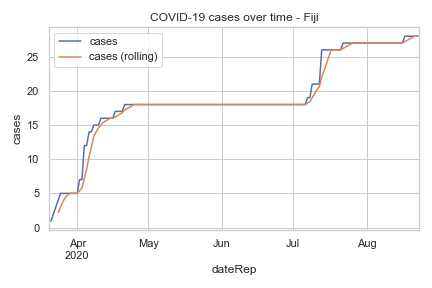 COVID-19 cases over time - Fiji
cases
cases (rolling)
cases
25
20
15
10
5
0
Apr
2020
May
Jun
Jul
Aug
dateRep